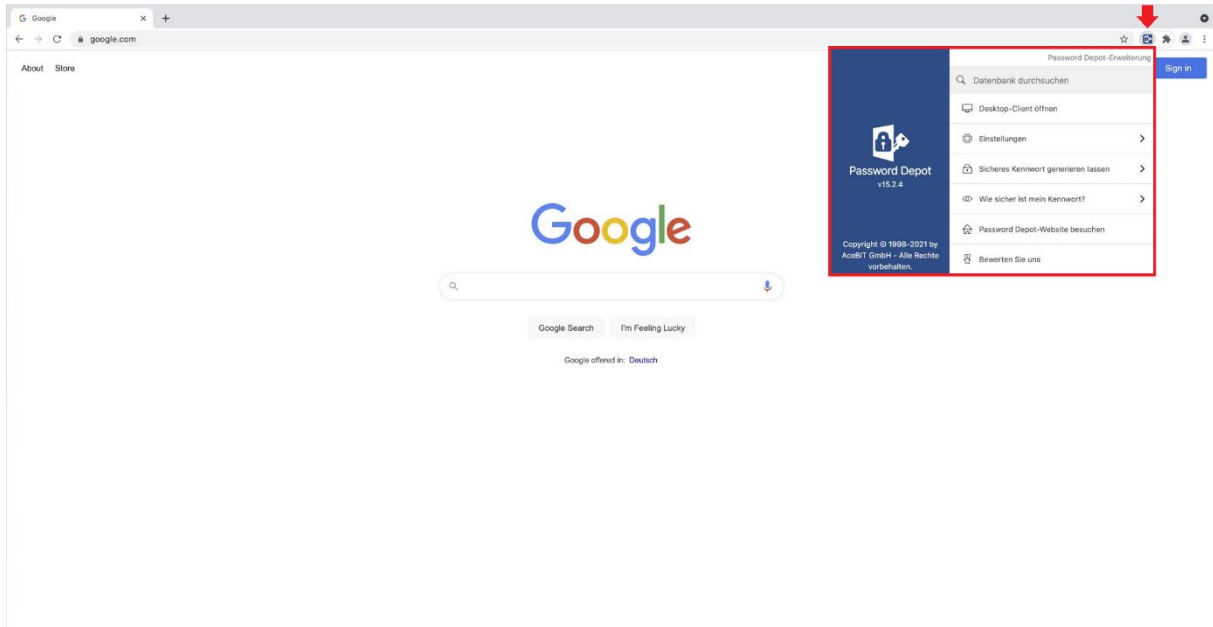 Google
google.com
About Store
Sign in
Password Depot-Erweiterung
Datenbank durchsuchen
Desktop-Client öffnen
Einstellungen
Sicheres Kennwort generieren lassen
Wie sicher ist mein Kennwort?
Password Depot-Website besuchen
Bewerten Sie uns
Password Depot
v15.2.4
Copyright © 1998-2021 by
AceBIT GmbH - Alle Rechte
vorbehalten.
Google
Google Search I'm Feeling Lucky
Google offered in: Deutsch